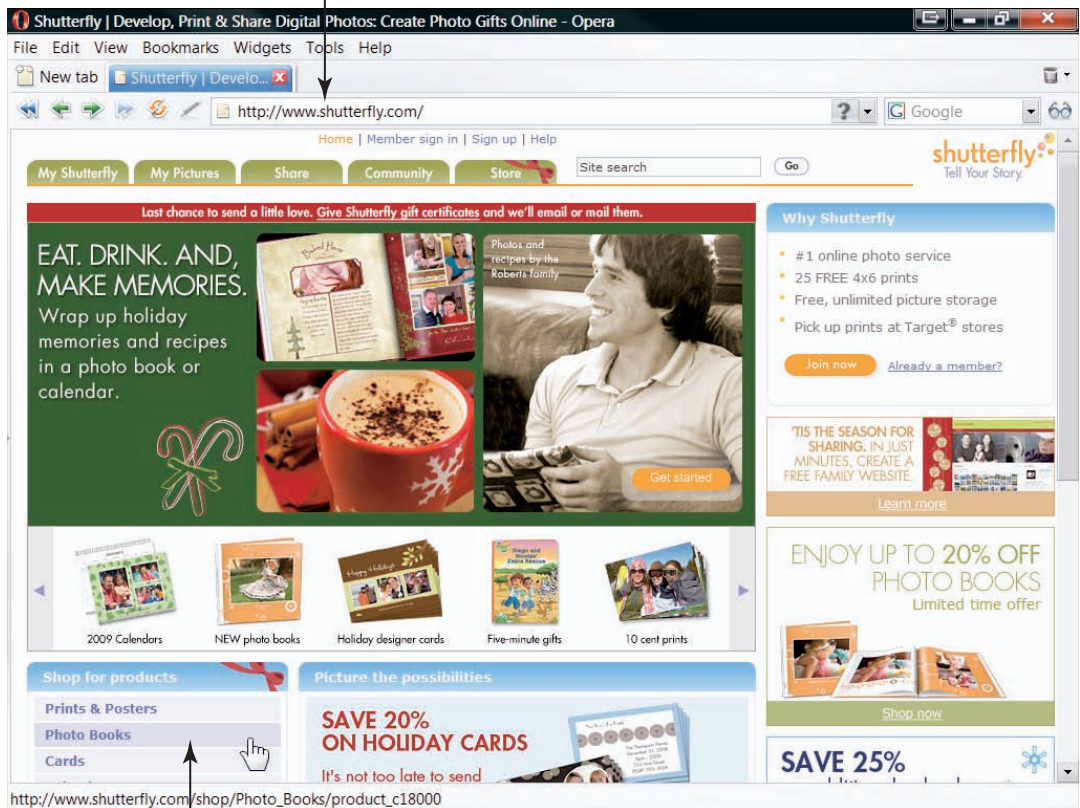 Shutterfly | Develop, Print & Share Digital Photos: Create Photo Gifts Online - Opera
File Edit View Bookmarks Widgets Tools Help
New tab Shutterfly | Develo...
http://www.shutterfly.com/
? G Google
Home | Member sign in | Sign up | Help
My Shutterfly My Pictures Share Community Store
Site search Go
shutterfly
Tell Your Story.
Last chance to send a little love. Give Shutterfly gift certificates and we'll email or mail them.
EAT. DRINK. AND,
MAKE MEMORIES.
Wrap up holiday
memories and recipes
in a photo book or
calendar.
Photos and
recipes by the
Roberts family
Get started
Why Shutterfly
#1 online photo service
25 FREE 4x6 prints
Free, unlimited picture storage
Pick up prints at Target® stores
Join now Already a member?
'TIS THE SEASON FOR
SHARING. IN JUST
MINUTES, CREATE A
FREE FAMILY WEBSITE.
Learn more
Happy Holidays
Diego and
Nicolas'
Zebra Rescue
2009 Calendars NEW photo books Holiday designer cards Five-minute gifts 10 cent prints
ENJOY UP TO 20% OFF
PHOTO BOOKS
Limited time offer
Shop now
Shop for products
Prints & Posters
Photo Books
Cards
Picture the possibilities
SAVE 20%
ON HOLIDAY CARDS
It's not too late to send
SAVE 25%
http://www.shutterfly.com/shop/Photo_Books/product_c18000